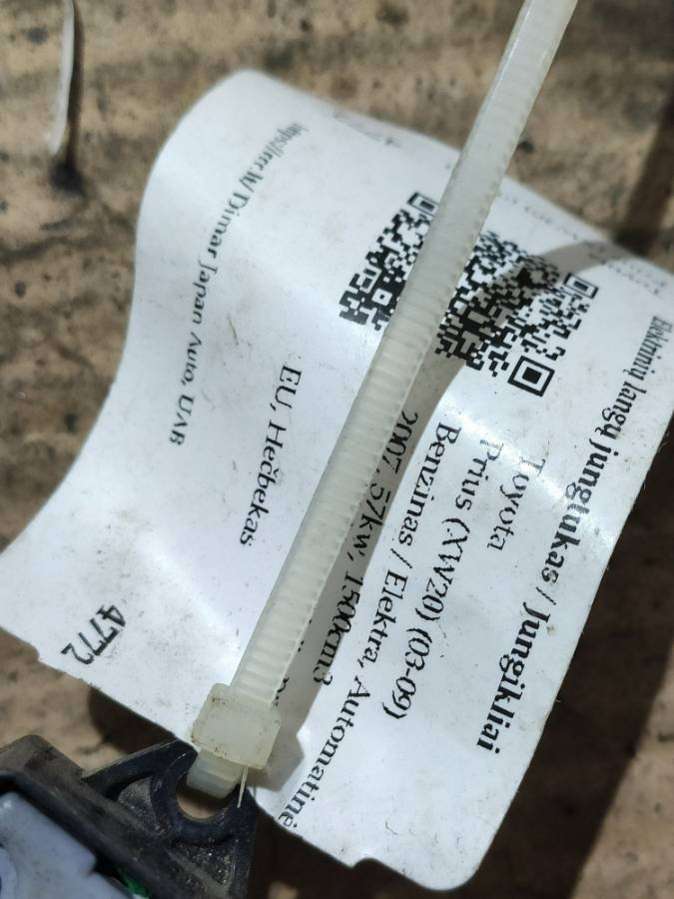 Elektrinių langų jungtukas / Jungikliai
Toyota
Prius (XW20) (03-09)
Benzinas / Elektra, Automatinė
2007, 57kw, 1500cm3
EU, Hečbekas
Dimar Japan Auto, UAB
4772